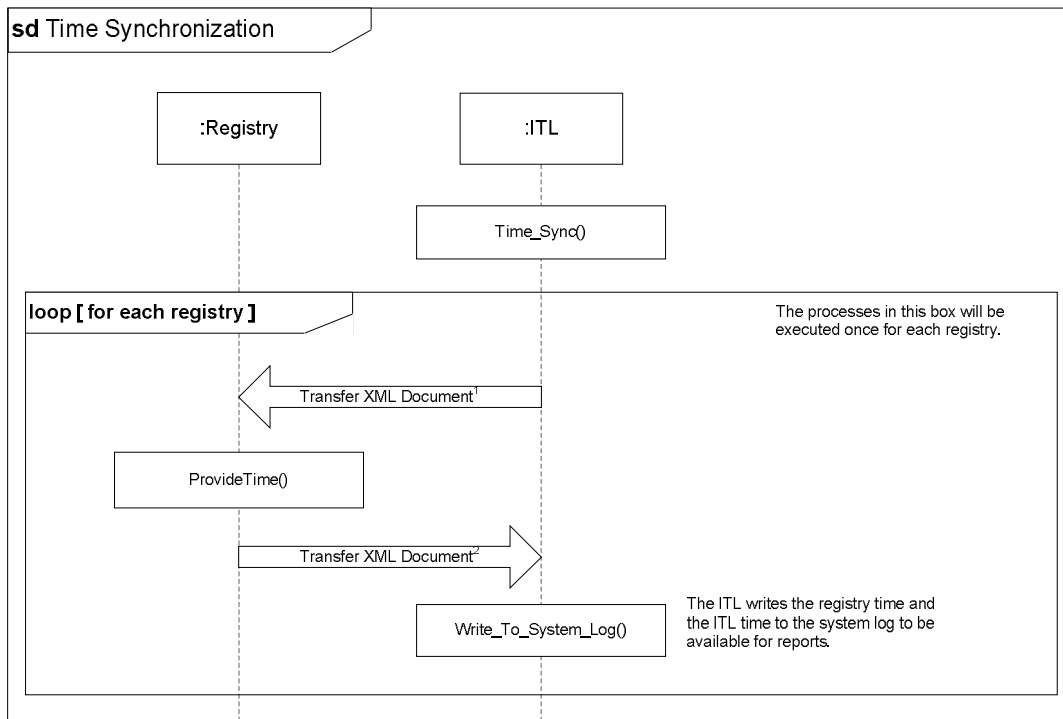 sd Time Synchronization
:Registry
:ITL
Time_Sync()
loop [ for each registry ]
The processes in this box will be
executed once for each registry.
Transfer XML Document1
ProvideTime()
Transfer XML Document2
Write_To_System_Log()
The ITL writes the registry time and
the ITL time to the system log to be
available for reports.